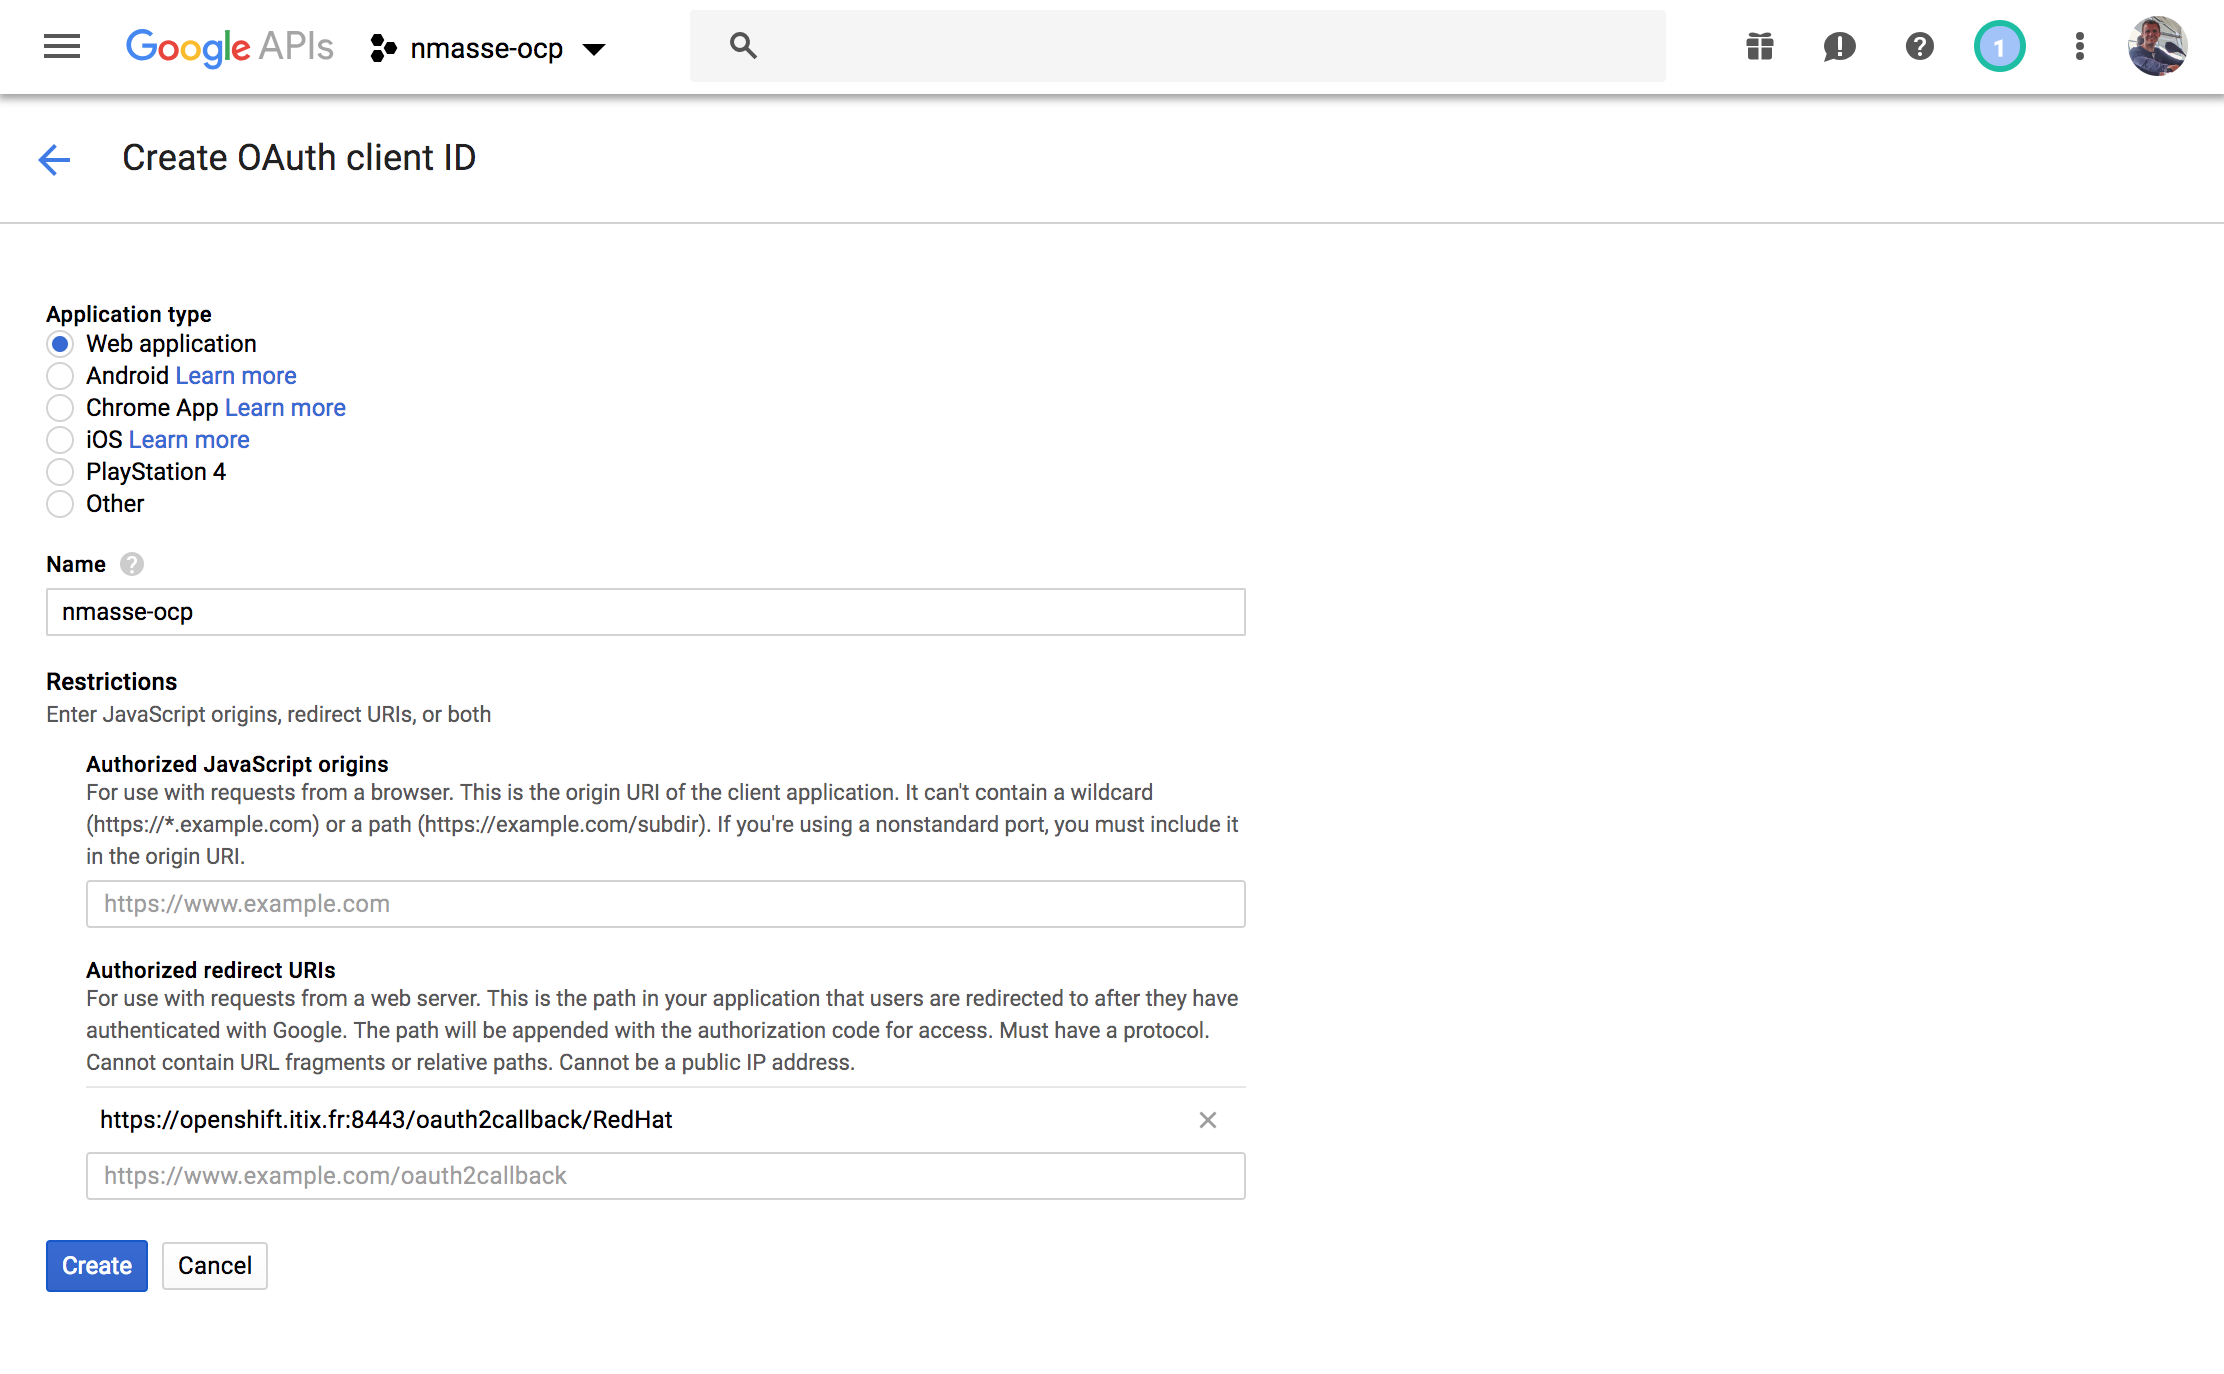 Google APIs nmasse-ocp
1
Create OAuth client ID
Application type
Web application
Android Learn more
Chrome App Learn more
iOS Learn more
PlayStation 4
Other
Name ?
nmasse-ocp
Restrictions
Enter JavaScript origins, redirect URIs, or both
Authorized JavaScript origins
For use with requests from a browser. This is the origin URI of the client application. It can't contain a wildcard
(https://*.example.com) or a path (https://example.com/subdir). If you're using a nonstandard port, you must include it
in the origin URI.
https://www.example.com
Authorized redirect URIs
For use with requests from a web server. This is the path in your application that users are redirected to after they have
authenticated with Google. The path will be appended with the authorization code for access. Must have a protocol.
Cannot contain URL fragments or relative paths. Cannot be a public IP address.
https://openshift.itix.fr:8443/oauth2callback/RedHat
https://www.example.com/oauth2callback
Create Cancel